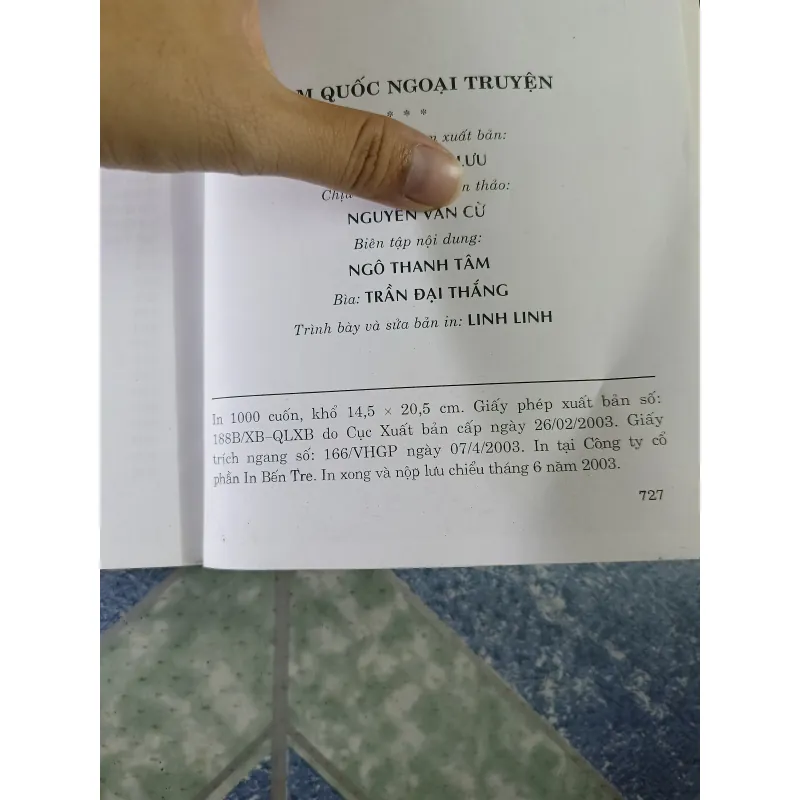 QUỐC NGOẠI TRUYỆN
* * *
xuất bản:
LƯU
Chịu thảo:
NGUYỄN VĂN CỪ
Biên tập nội dung:
NGÔ THANH TÂM
Bìa: TRẦN ĐẠI THẮNG
Trình bày và sửa bản in: LINH LINH
In 1000 cuốn, khổ 14,5 × 20,5 cm. Giấy phép xuất bản số:
188B/XB–QLXB do Cục Xuất bản cấp ngày 26/02/2003. Giấy
trích ngang số: 166/VHGP ngày 07/4/2003. In tại Công ty cổ
phần In Bến Tre. In xong và nộp lưu chiểu tháng 6 năm 2003.
727